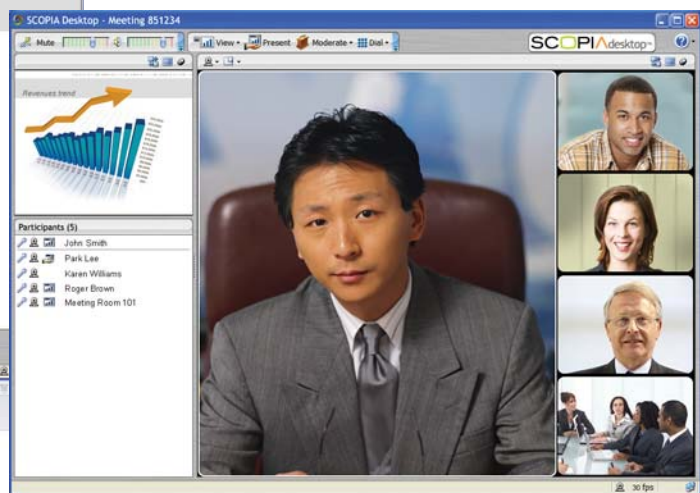 SCOPIA Desktop - Meeting 851234
Mute View Present Moderate Dial
SCOPIA desktop™
Revenues trend
Participants (5)
John Smith
Park Lee
Karen Williams
Roger Brown
Meeting Room 101
30 fps